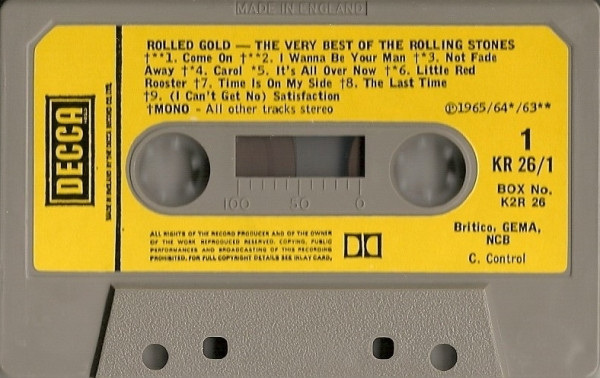 MADE IN ENGLAND
ROLLED GOLD — THE VERY BEST OF THE ROLLING STONES
†**1. Come On †**2. I Wanna Be Your Man †*3. Not Fade
Away †*4. Carol *5. It's All Over Now †*6. Little Red
Rooster †7. Time Is On My Side †8. The Last Time
†9. (I Can't Get No) Satisfaction
†MONO - All other tracks stereo
℗1965/64*/63**
DECCA
1
KR 26/1
BOX No.
K2R 26
100 50 0
ALL RIGHTS OF THE RECORD PRODUCER AND OF THE OWNER
OF THE WORK REPRODUCED RESERVED. COPYING, PUBLIC
PERFORMANCES AND BROADCASTING OF THIS RECORDING
PROHIBITED. FOR FULL COPYRIGHT DETAILS SEE INLAY CARD.
Britico, GEMA,
NCB
C. Control